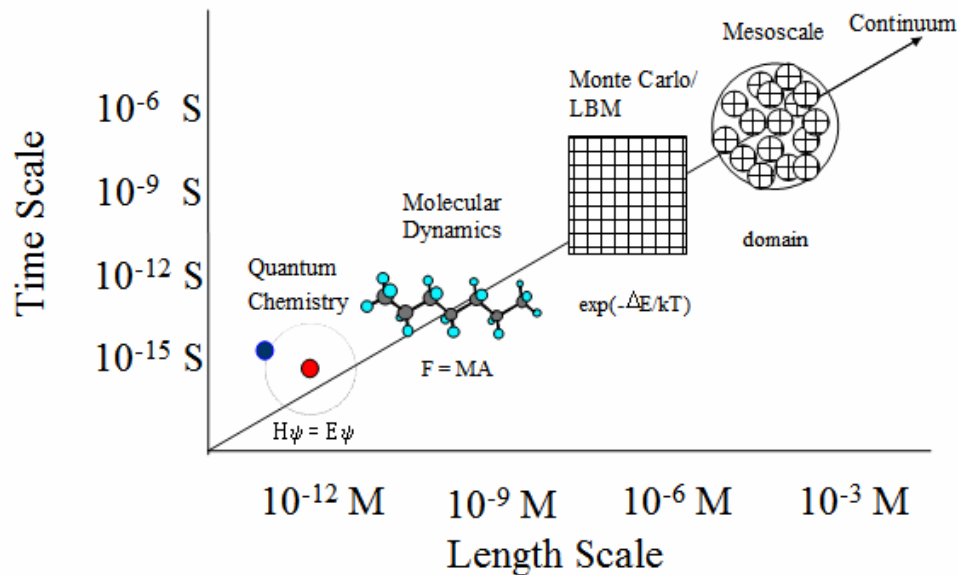 Continuum
Mesoscale
Monte Carlo/
LBM
10⁻⁶ S
10⁻⁹ S
Molecular
Dynamics
domain
10⁻¹² S
Quantum
Chemistry
exp(-ΔE/kT)
10⁻¹⁵ S
F = MA
Hψ = Eψ
Time Scale
10⁻¹² M
10⁻⁹ M
10⁻⁶ M
10⁻³ M
Length Scale